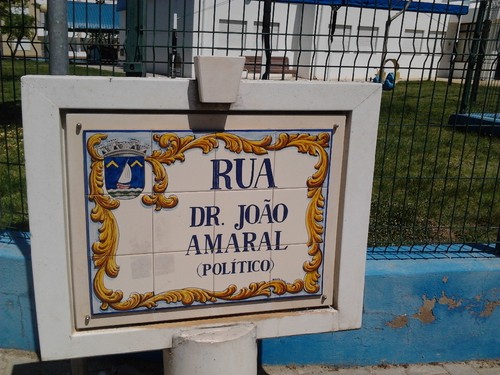 RUA
DR. JOÃO
AMARAL
(POLÍTICO)